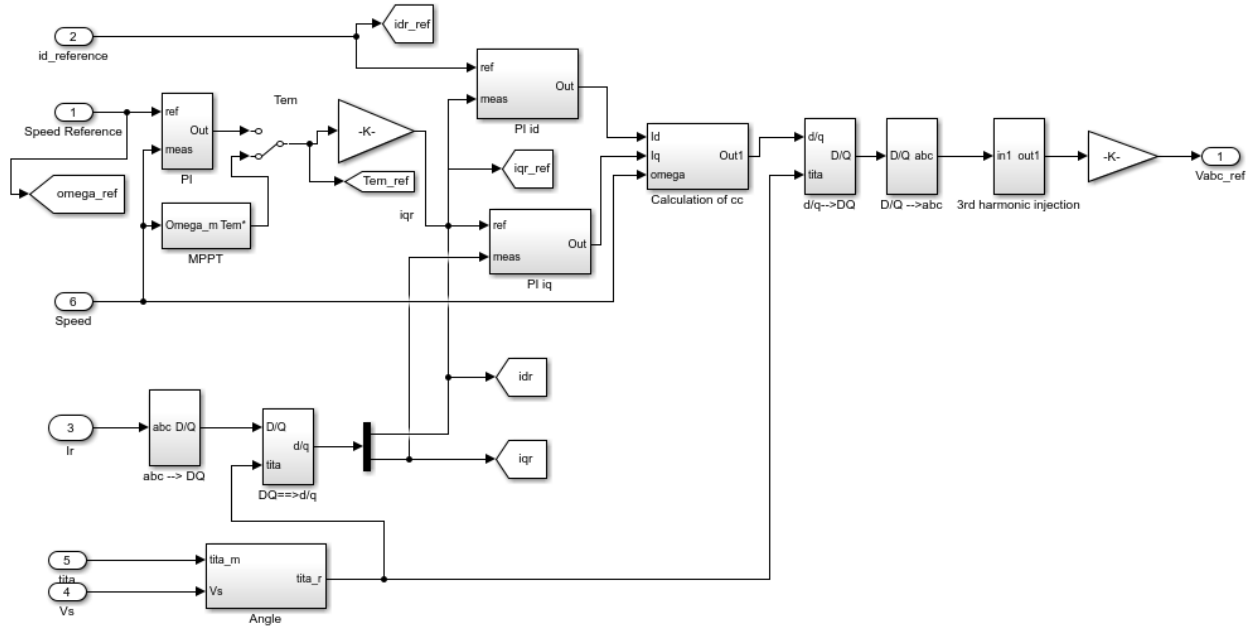 2
id_reference
idr_ref
ref
meas
Out
PI id
1
Speed Reference
omega_ref
ref
meas
Out
PI
Tem
-K-
Tem_ref
Omega_m Tem*
MPPT
iqr
iqr_ref
ref
meas
Out
PI iq
6
Speed
Id
Iq
omega
Out1
Calculation of cc
d/q
tita
D/Q
d/q-->DQ
D/Q abc
D/Q -->abc
in1 out1
3rd harmonic injection
-K-
1
Vabc_ref
idr
iqr
3
Ir
abc D/Q
abc --> DQ
D/Q
tita
d/q
DQ==>d/q
5
tita
4
Vs
tita_m
Vs
tita_r
Angle